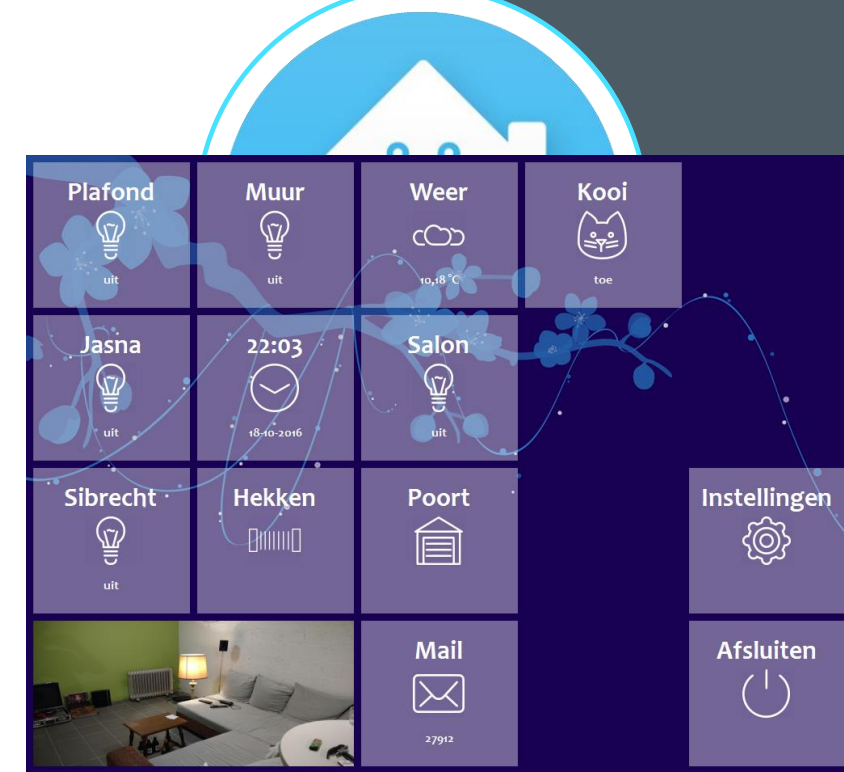 Plafond
uit
Muur
uit
Weer
10,18 °C
Kooi
toe
Jasna
uit
22:03
18-10-2016
Salon
uit
Sibrecht
uit
Hekken
Poort
Instellingen
Mail
27912
Afsluiten